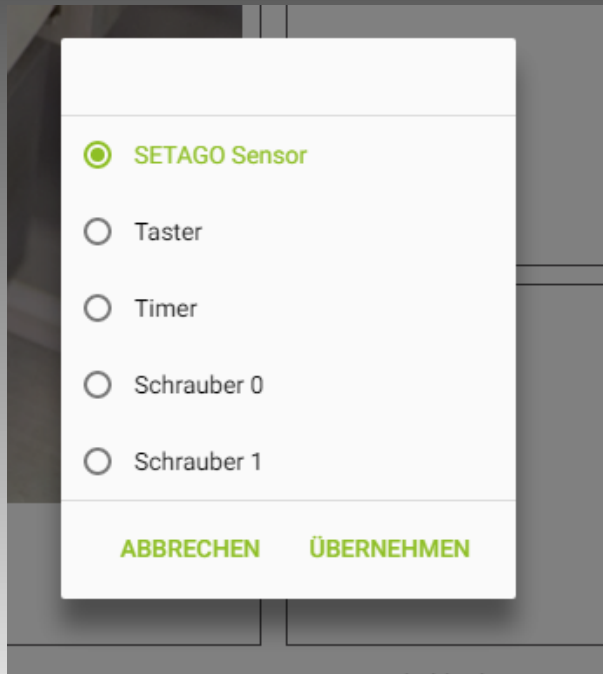 SETAGO Sensor
Taster
Timer
Schrauber 0
Schrauber 1
ABBRECHEN ÜBERNEHMEN